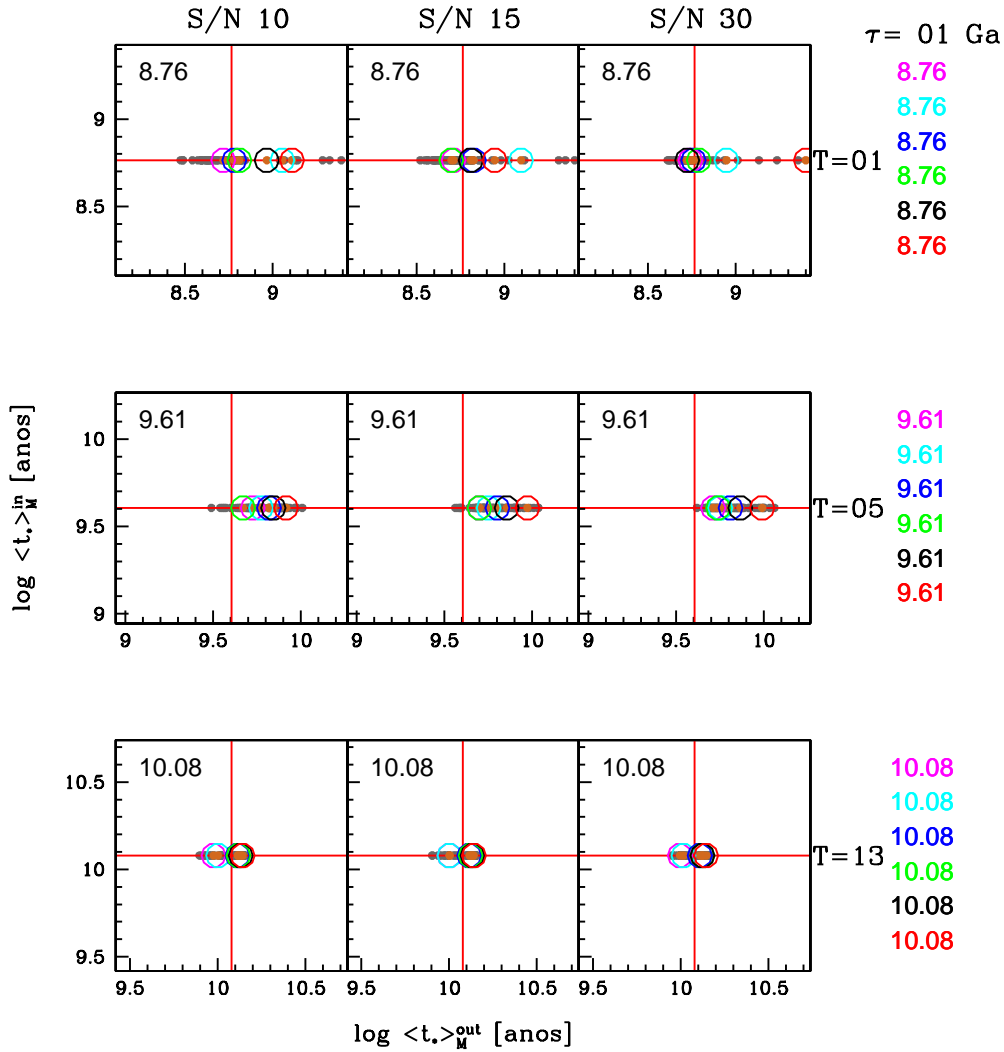 S/N 10 S/N 15 S/N 30
τ= 01 Ga
8.76 8.76 8.76
8.76
8.76
8.76
8.76
8.76
8.76
9
8.5
T=01
8.5 9 8.5 9 8.5 9
9.61 9.61 9.61
9.61
9.61
9.61
9.61
9.61
9.61
10
9.5
9
T=05
9 9.5 10 9 9.5 10 9 9.5 10
10.08 10.08 10.08
10.08
10.08
10.08
10.08
10.08
10.08
10.5
10
9.5
T=13
9.5 10 10.5 9.5 10 10.5 9.5 10 10.5
log <t⋆>ᵢₙ M [anos]
log <t⋆>out M [anos]